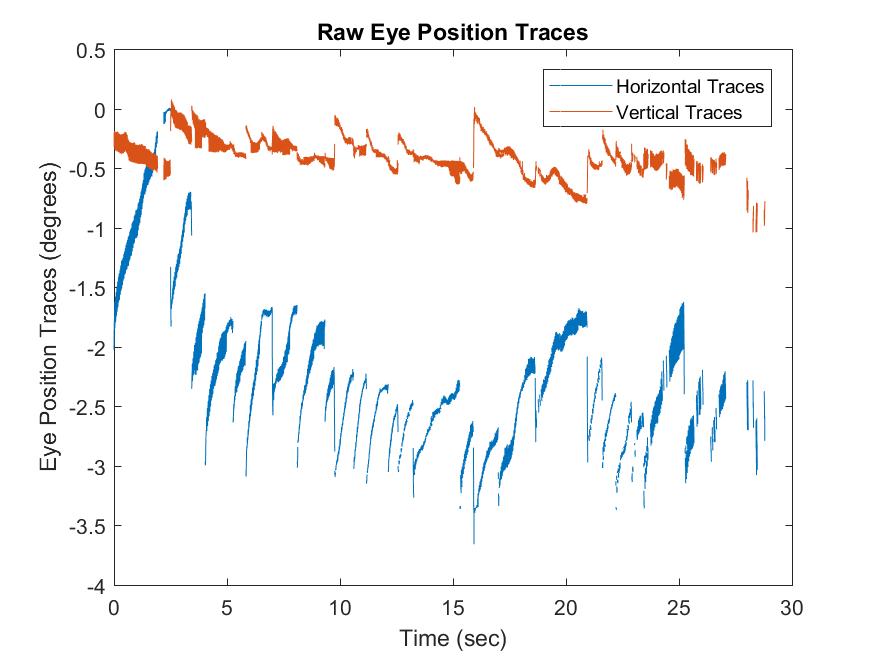 Raw Eye Position Traces
Eye Position Traces (degrees)
0.5
0
-0.5
-1
-1.5
-2
-2.5
-3
-3.5
-4
Horizontal Traces
Vertical Traces
0 5 10 15 20 25 30
Time (sec)